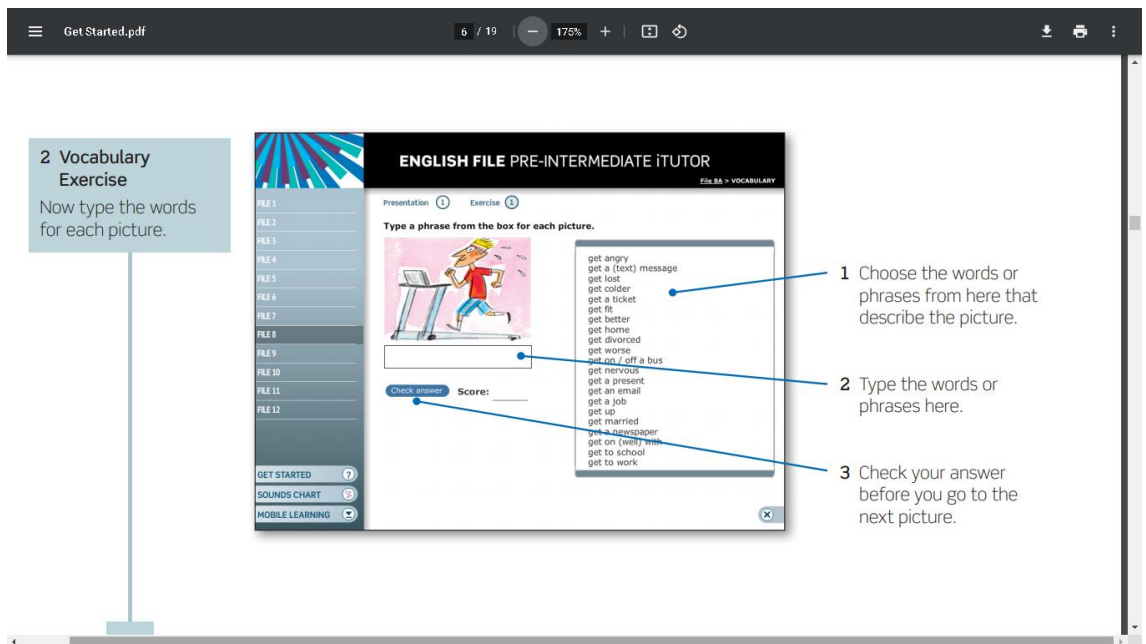 Get Started.pdf
6 / 19
175%
2 Vocabulary
Exercise
Now type the words
for each picture.
ENGLISH FILE PRE-INTERMEDIATE iTUTOR
File 8A > VOCABULARY
FILE 1
FILE 2
FILE 3
FILE 4
FILE 5
FILE 6
FILE 7
FILE 8
FILE 9
FILE 10
FILE 11
FILE 12
GET STARTED ?
SOUNDS CHART
MOBILE LEARNING
Presentation 1 Exercise 1
Type a phrase from the box for each picture.
Check answer Score:
get angry
get a (text) message
get lost
get colder
get a ticket
get fit
get better
get home
get divorced
get worse
get on / off a bus
get nervous
get a present
get an email
get a job
get up
get married
get a newspaper
get on (well) with
get to school
get to work
1 Choose the words or
phrases from here that
describe the picture.
2 Type the words or
phrases here.
3 Check your answer
before you go to the
next picture.